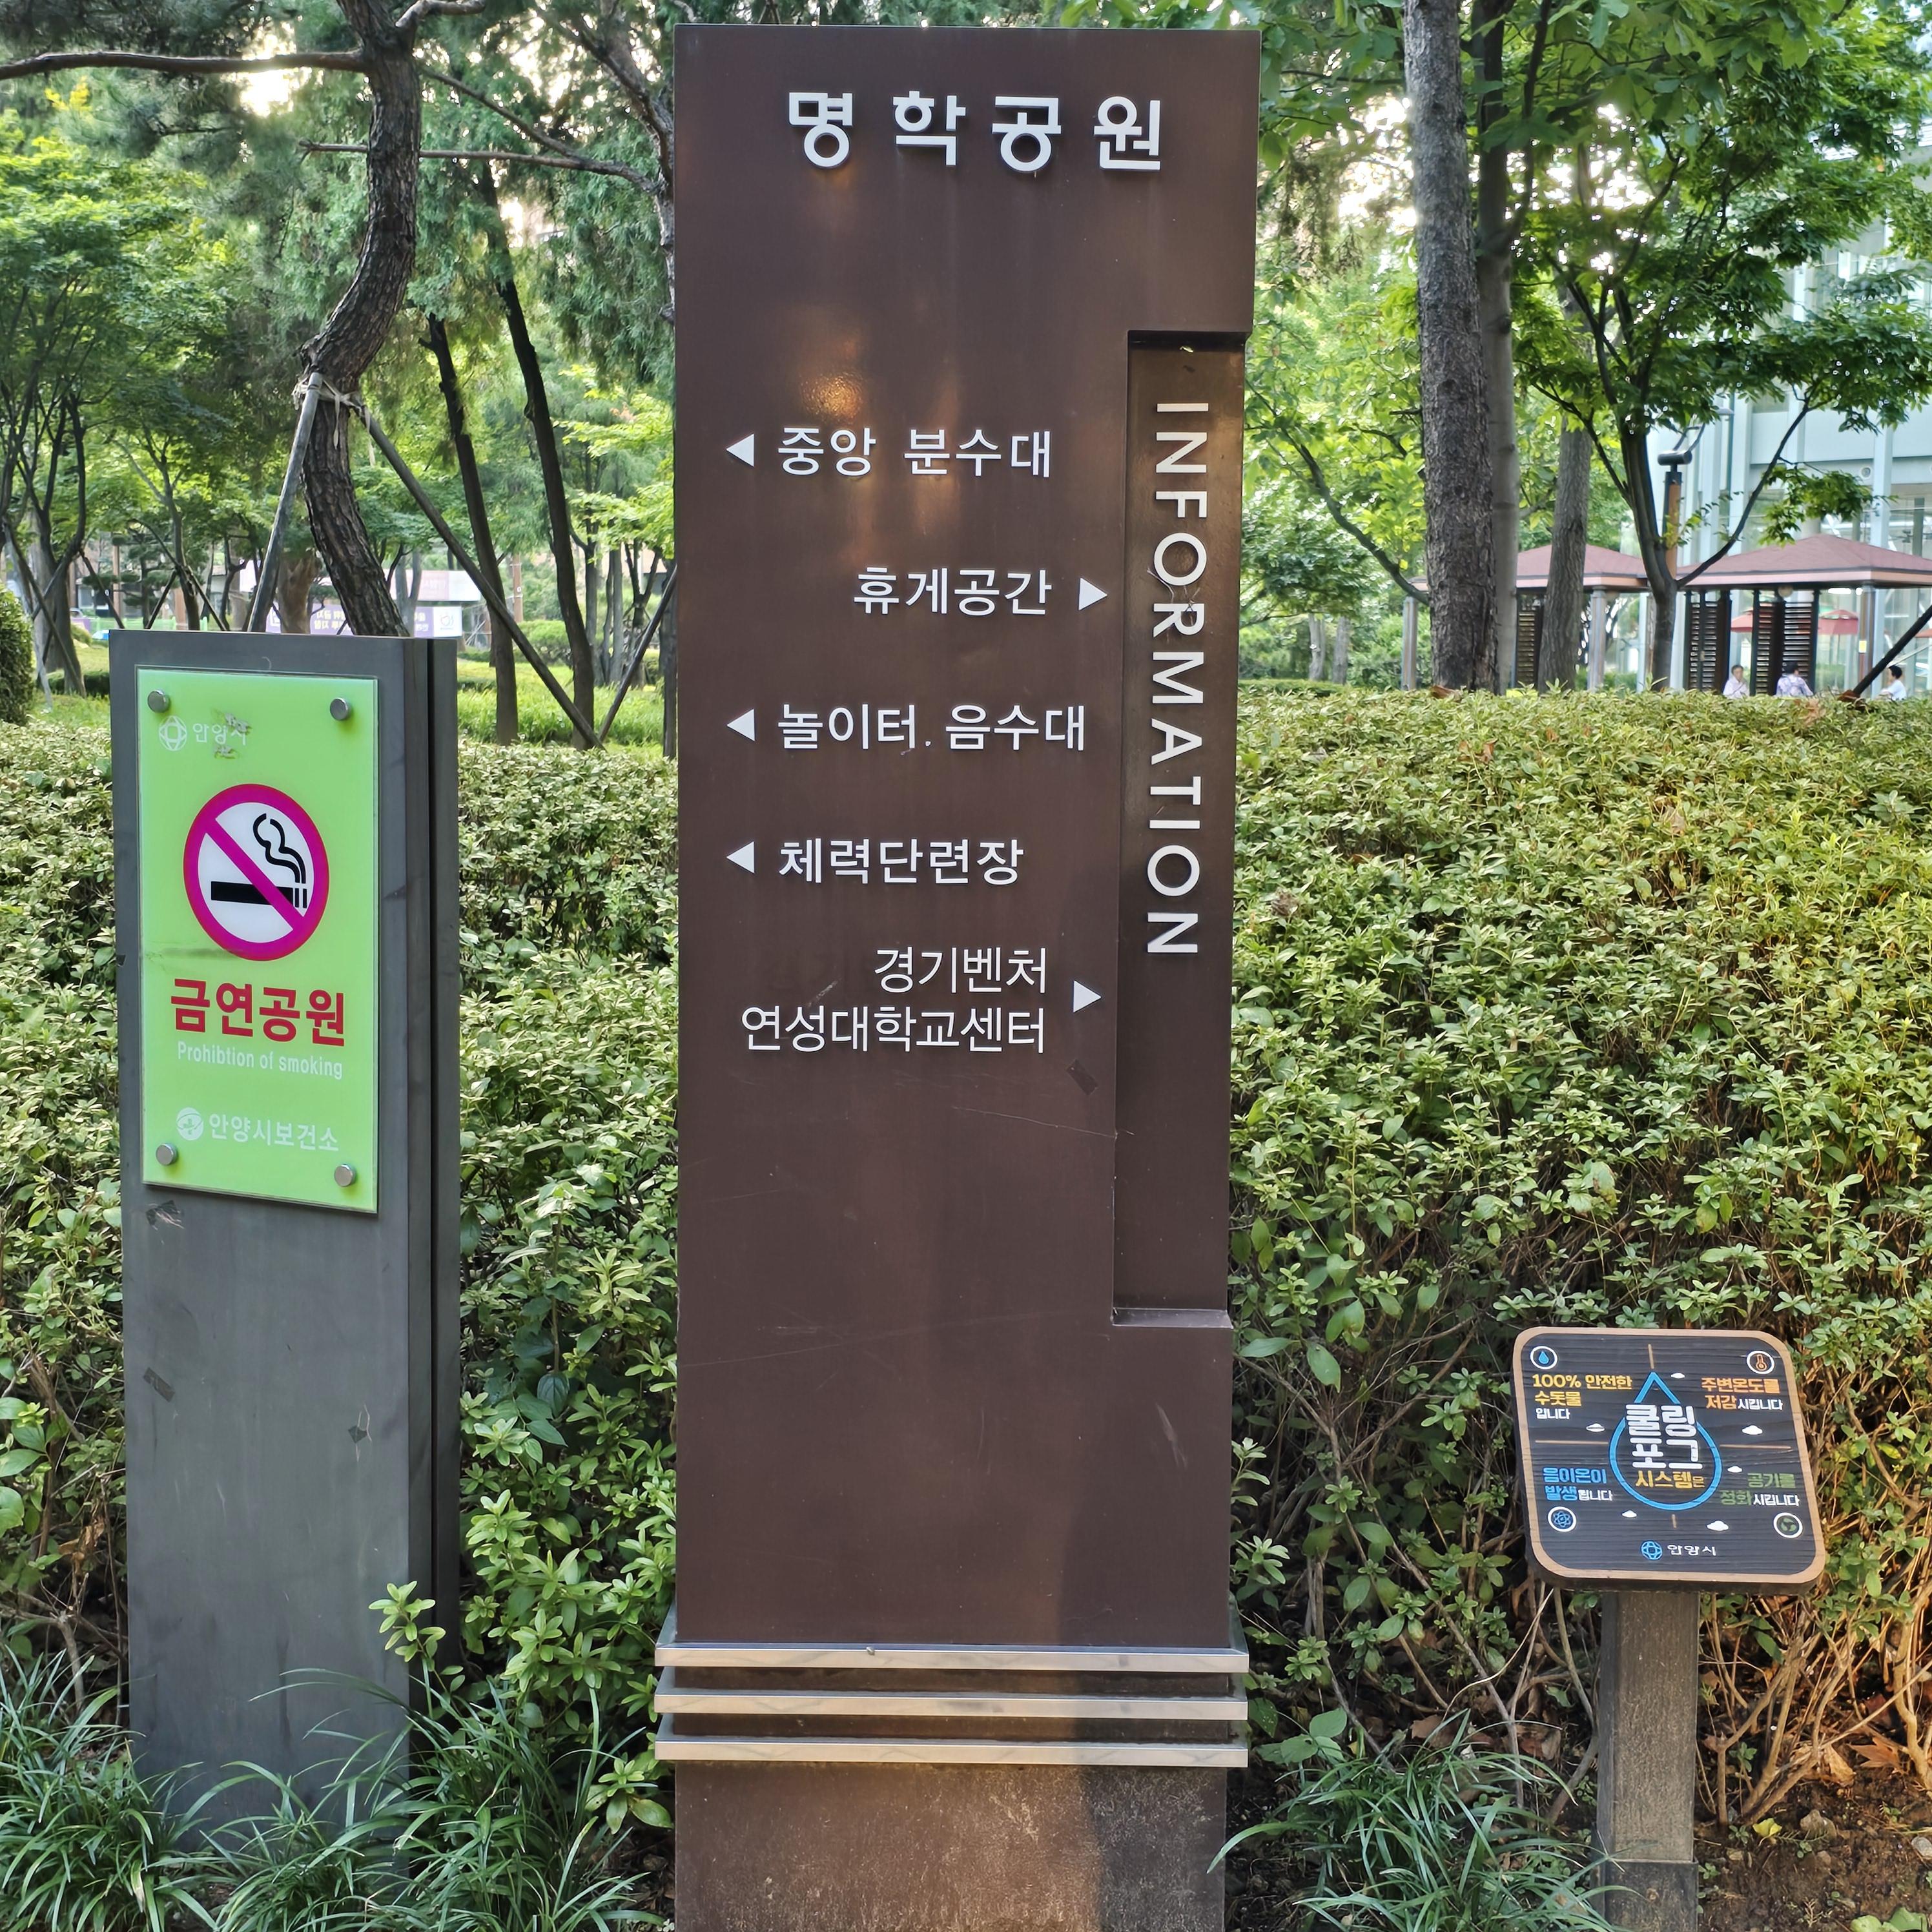 명학공원
중앙 분수대
휴게공간
놀이터. 음수대
체력단련장
경기벤처
연성대학교센터
INFORMATION
안양시
금연공원
Prohibtion of smoking
안양시보건소
100% 안전한
수돗물
입니다
주변온도를
저감시킵니다
쿨링
포그
시스템은
음이온이
발생됩니다
공기를
정화시킵니다
안양시